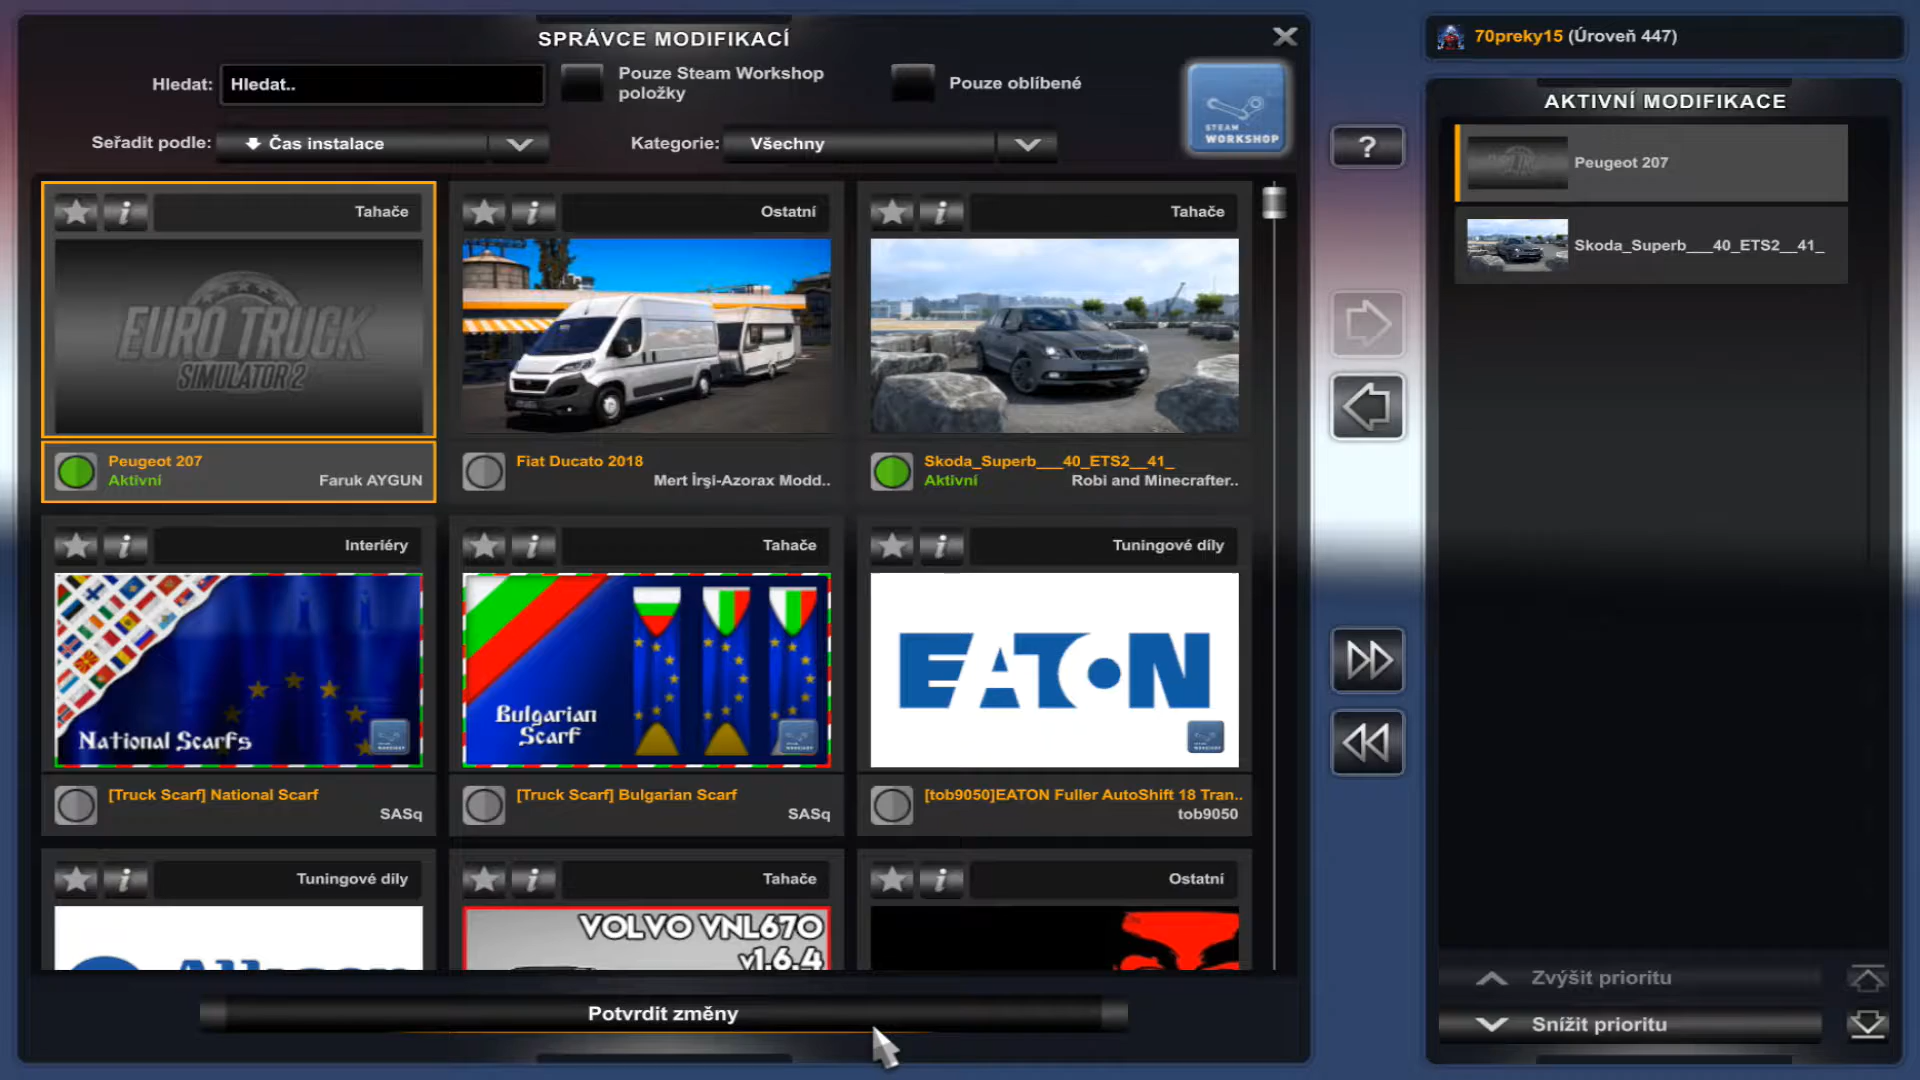 SPRÁVCE MODIFIKACÍ
Hledat:
Hledat..
Pouze Steam Workshop
položky
Pouze oblíbené
STEAM
WORKSHOP
Seřadit podle:
Čas instalace
Kategorie:
Všechny
Tahače
EURO TRUCK
SIMULATOR 2
Peugeot 207
Aktivní
Faruk AYGUN
Ostatní
Fiat Ducato 2018
Mert İrşi-Azorax Modd..
Tahače
Skoda_Superb___40_ETS2__41_
Aktivní
Robi and Minecrafter..
Interiéry
National Scarfs
[Truck Scarf] National Scarf
SASq
Tahače
Bulgarian
Scarf
[Truck Scarf] Bulgarian Scarf
SASq
Tuningové díly
EATON
[tob9050]EATON Fuller AutoShift 18 Tran..
tob9050
Tuningové díly
Tahače
VOLVO VNL670
v1.6.4
Ostatní
Potvrdit změny
?
70preky15 (Úroveň 447)
AKTIVNÍ MODIFIKACE
Peugeot 207
Skoda_Superb___40_ETS2__41_
Zvýšit prioritu
Snížit prioritu